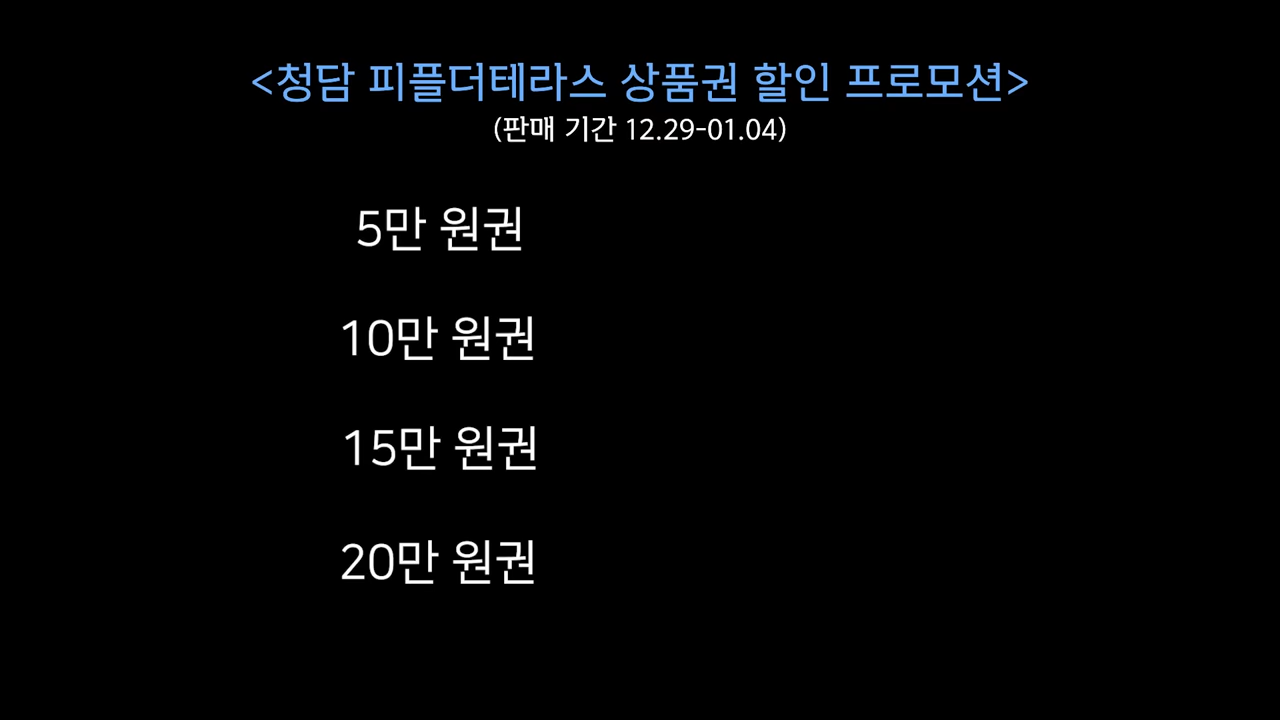 <청담 피플더테라스 상품권 할인 프로모션>
(판매 기간 12.29-01.04)
5만 원권
10만 원권
15만 원권
20만 원권